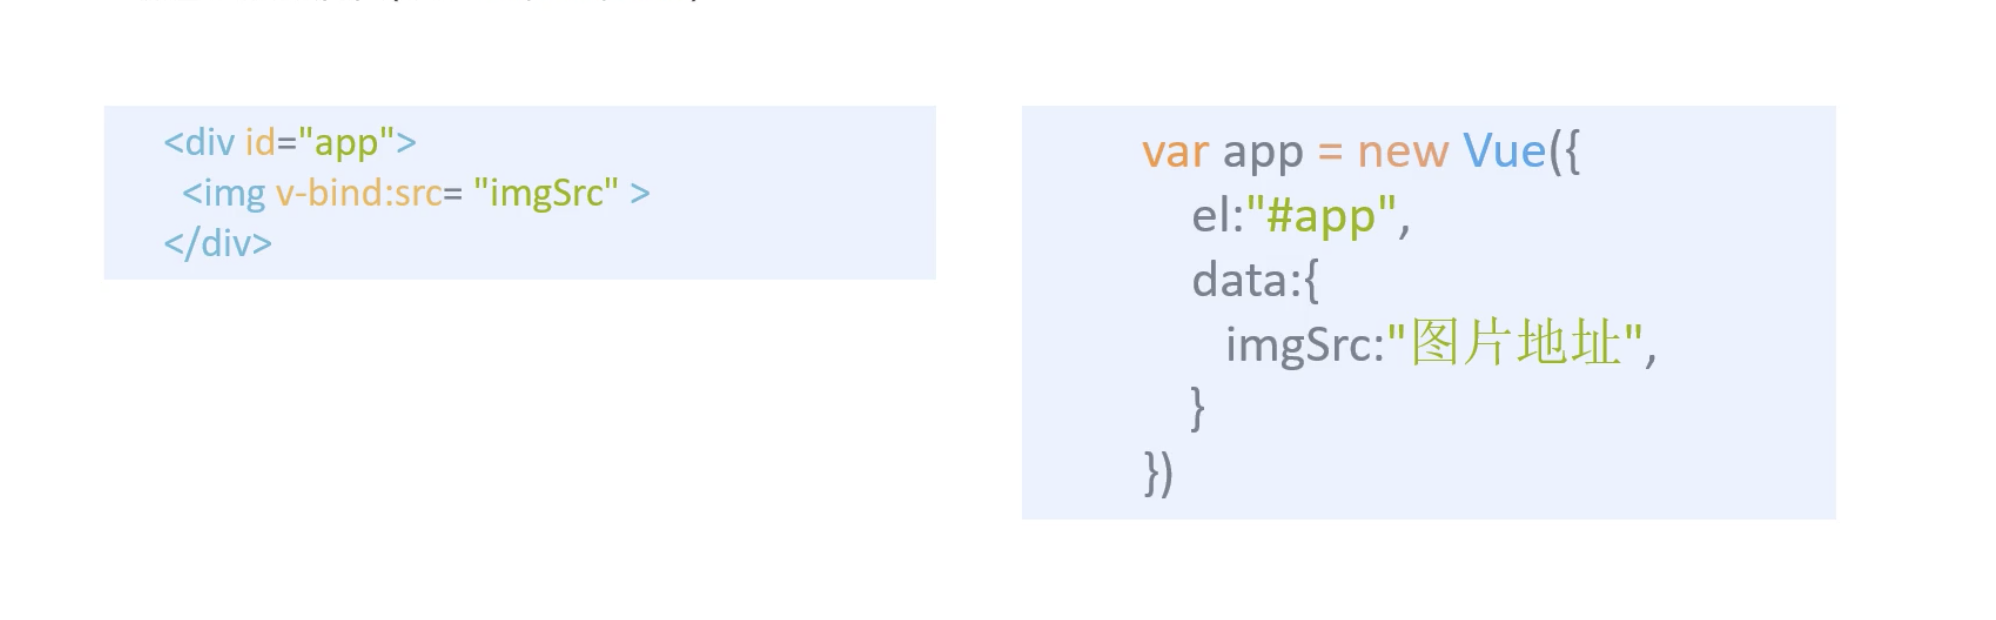 <div id="app">
<img v-bind:src= "imgSrc" >
</div>
var app = new Vue({
el:"#app",
data:{
imgSrc:"图片地址",
}
})